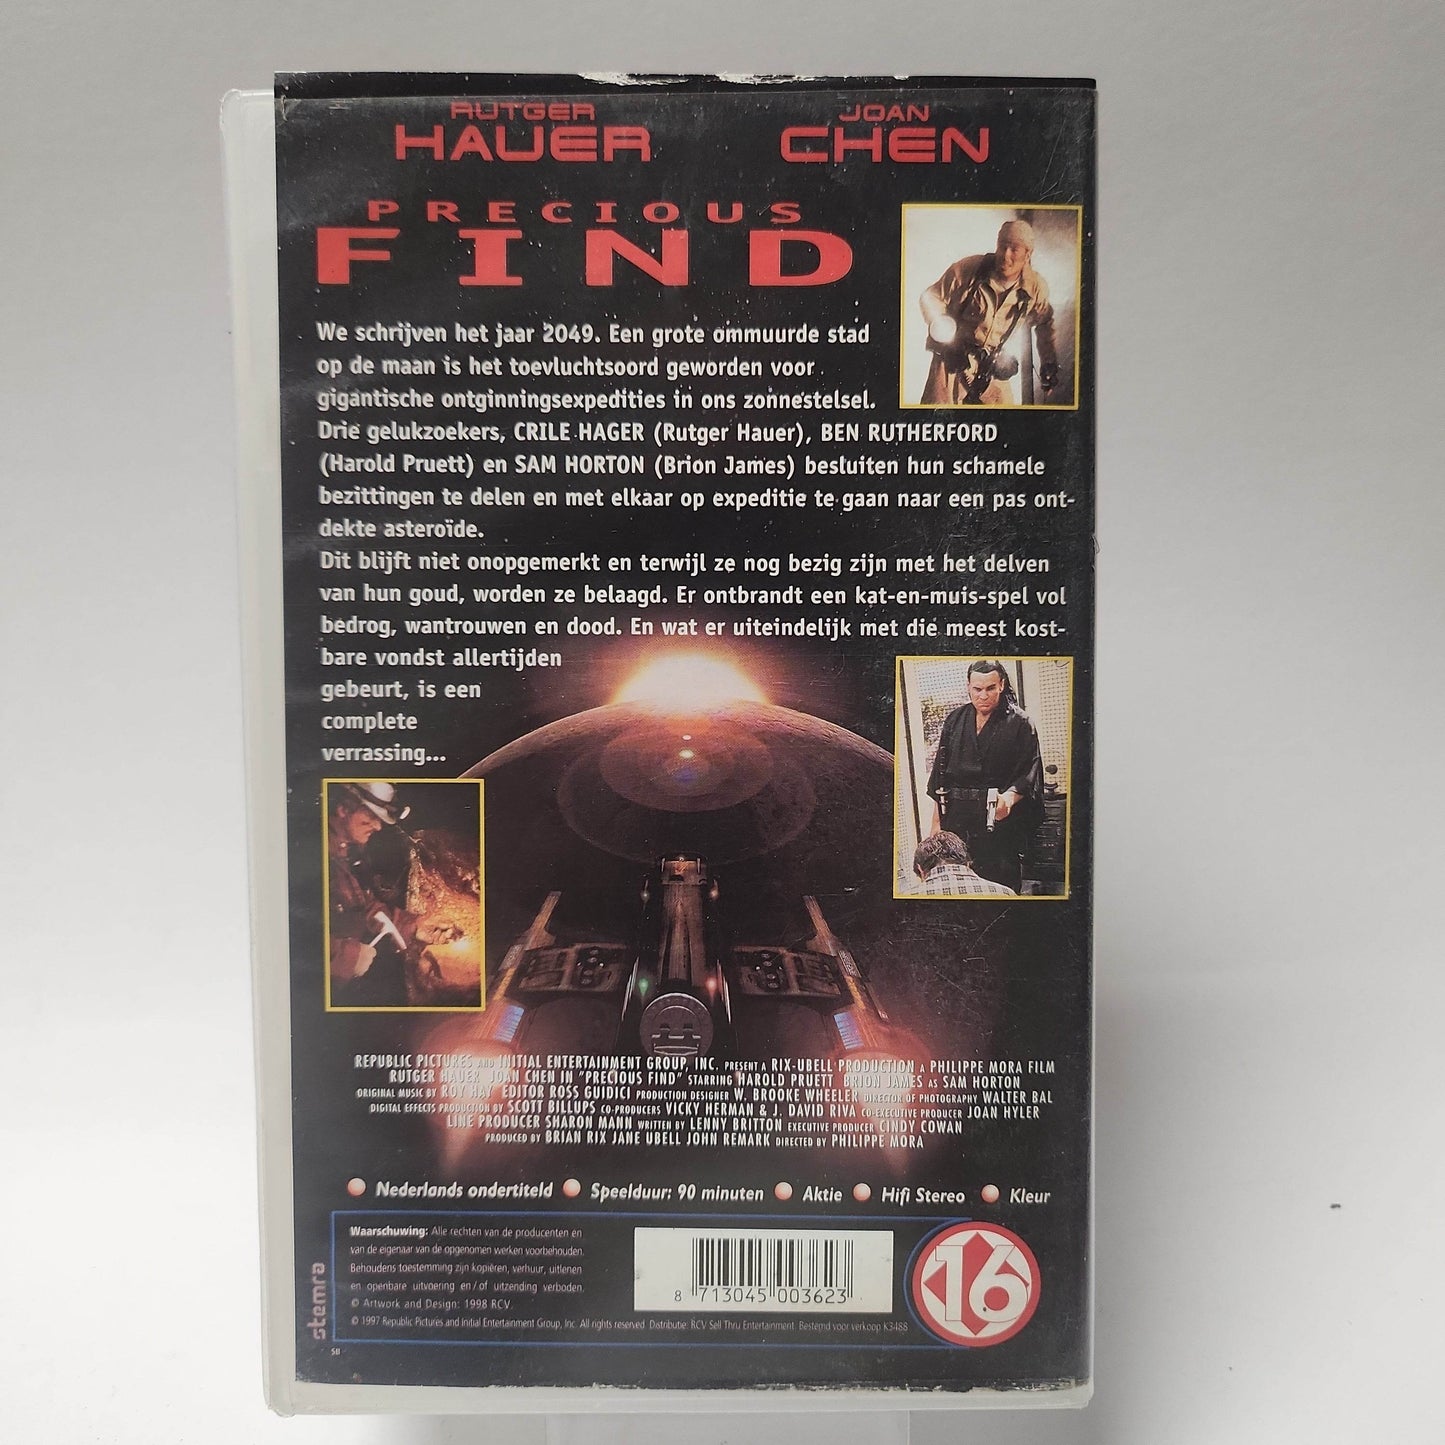 RUTGER HAUER JOAN CHEN
PRECIOUS
FIND
We schrijven het jaar 2049. Een grote ommuurde stad
op de maan is het toevluchtsoord geworden voor
gigantische ontginningsexpedities in ons zonnestelsel.
Drie gelukzoekers, CRILE HAGER (Rutger Hauer), BEN RUTHERFORD
(Harold Pruett) en SAM HORTON (Brion James) besluiten hun schamele
bezittingen te delen en met elkaar op expeditie te gaan naar een pas ont-
dekte asteroïde.
Dit blijft niet onopgemerkt en terwijl ze nog bezig zijn met het delven
van hun goud, worden ze belaagd. Er ontbrandt een kat-en-muis-spel vol
bedrog, wantrouwen en dood. En wat er uiteindelijk met die meest kost-
bare vondst allertijden
gebeurt, is een
complete
verrassing...
REPUBLIC PICTURES AND INITIAL ENTERTAINMENT GROUP, INC. PRESENT A RIX-UBELL PRODUCTION A PHILIPPE MORA FILM
RUTGER HAUER JOAN CHEN IN "PRECIOUS FIND" STARRING HAROLD PRUETT BRION JAMES AS SAM HORTON
ORIGINAL MUSIC BY ROY HAY EDITOR ROSS GUIDICI PRODUCTION DESIGNER W. BROOKE WHEELER DIRECTOR OF PHOTOGRAPHY WALTER BAL
DIGITAL EFFECTS PRODUCTION BY SCOTT BILLUPS CO-PRODUCERS VICKY HERMAN & J. DAVID RIVA CO-EXECUTIVE PRODUCER JOAN HYLER
LINE PRODUCER SHARON MANN WRITTEN BY LENNY BRITTON EXECUTIVE PRODUCER CINDY COWAN
PRODUCED BY BRIAN RIX JANE UBELL JOHN REMARK DIRECTED BY PHILIPPE MORA
Nederlands ondertiteld Speelduur: 90 minuten Aktie Hifi Stereo Kleur
Waarschuwing: Alle rechten van de producenten en
van de eigenaar van de opgenomen werken voorbehouden.
Behoudens toestemming zijn kopiëren, verhuur, uitlenen
en openbare uitvoering en/of uitzending verboden.
© Artwork and Design: 1998 RCV.
© 1997 Republic Pictures and Initial Entertainment Group, Inc. All rights reserved. Distributie: RCV Sell Thru Entertainment. Bestemd voor verkoop K3488
8 713045 003623
16
stemra
SB